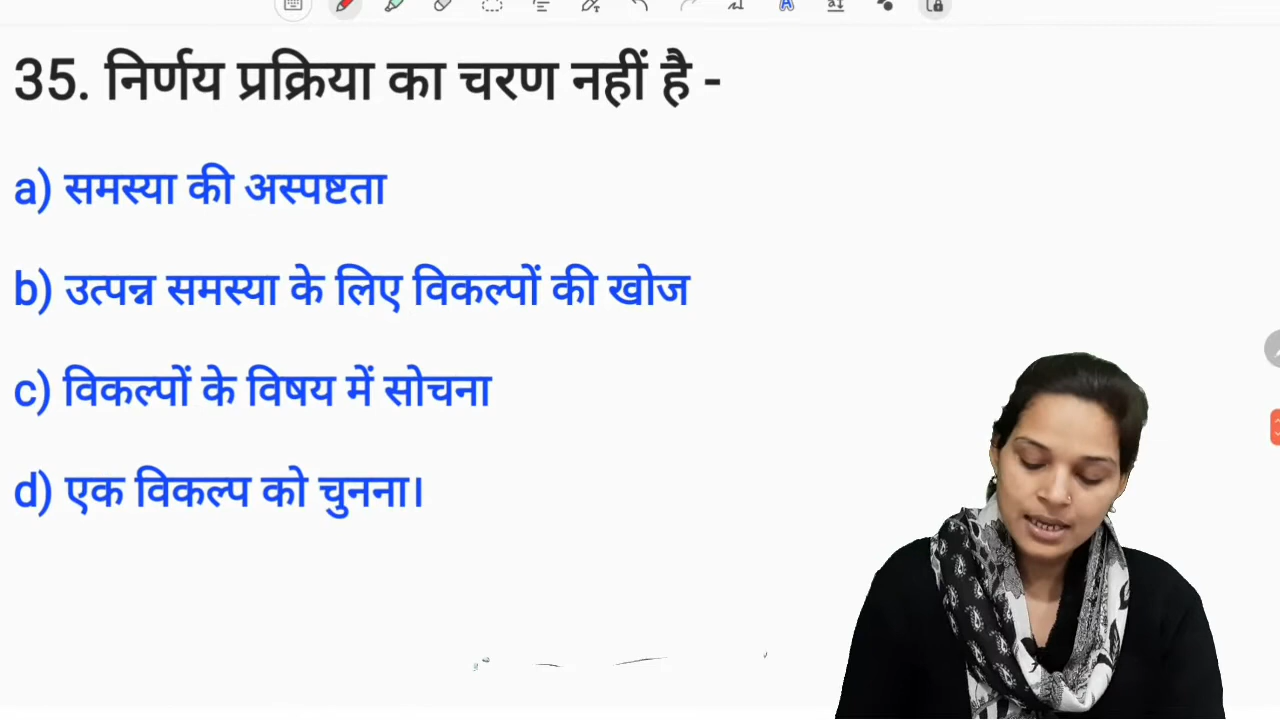 35. निर्णय प्रक्रिया का चरण नहीं है -
a) समस्या की अस्पष्टता
b) उत्पन्न समस्या के लिए विकल्पों की खोज
c) विकल्पों के विषय में सोचना
d) एक विकल्प को चुनना।